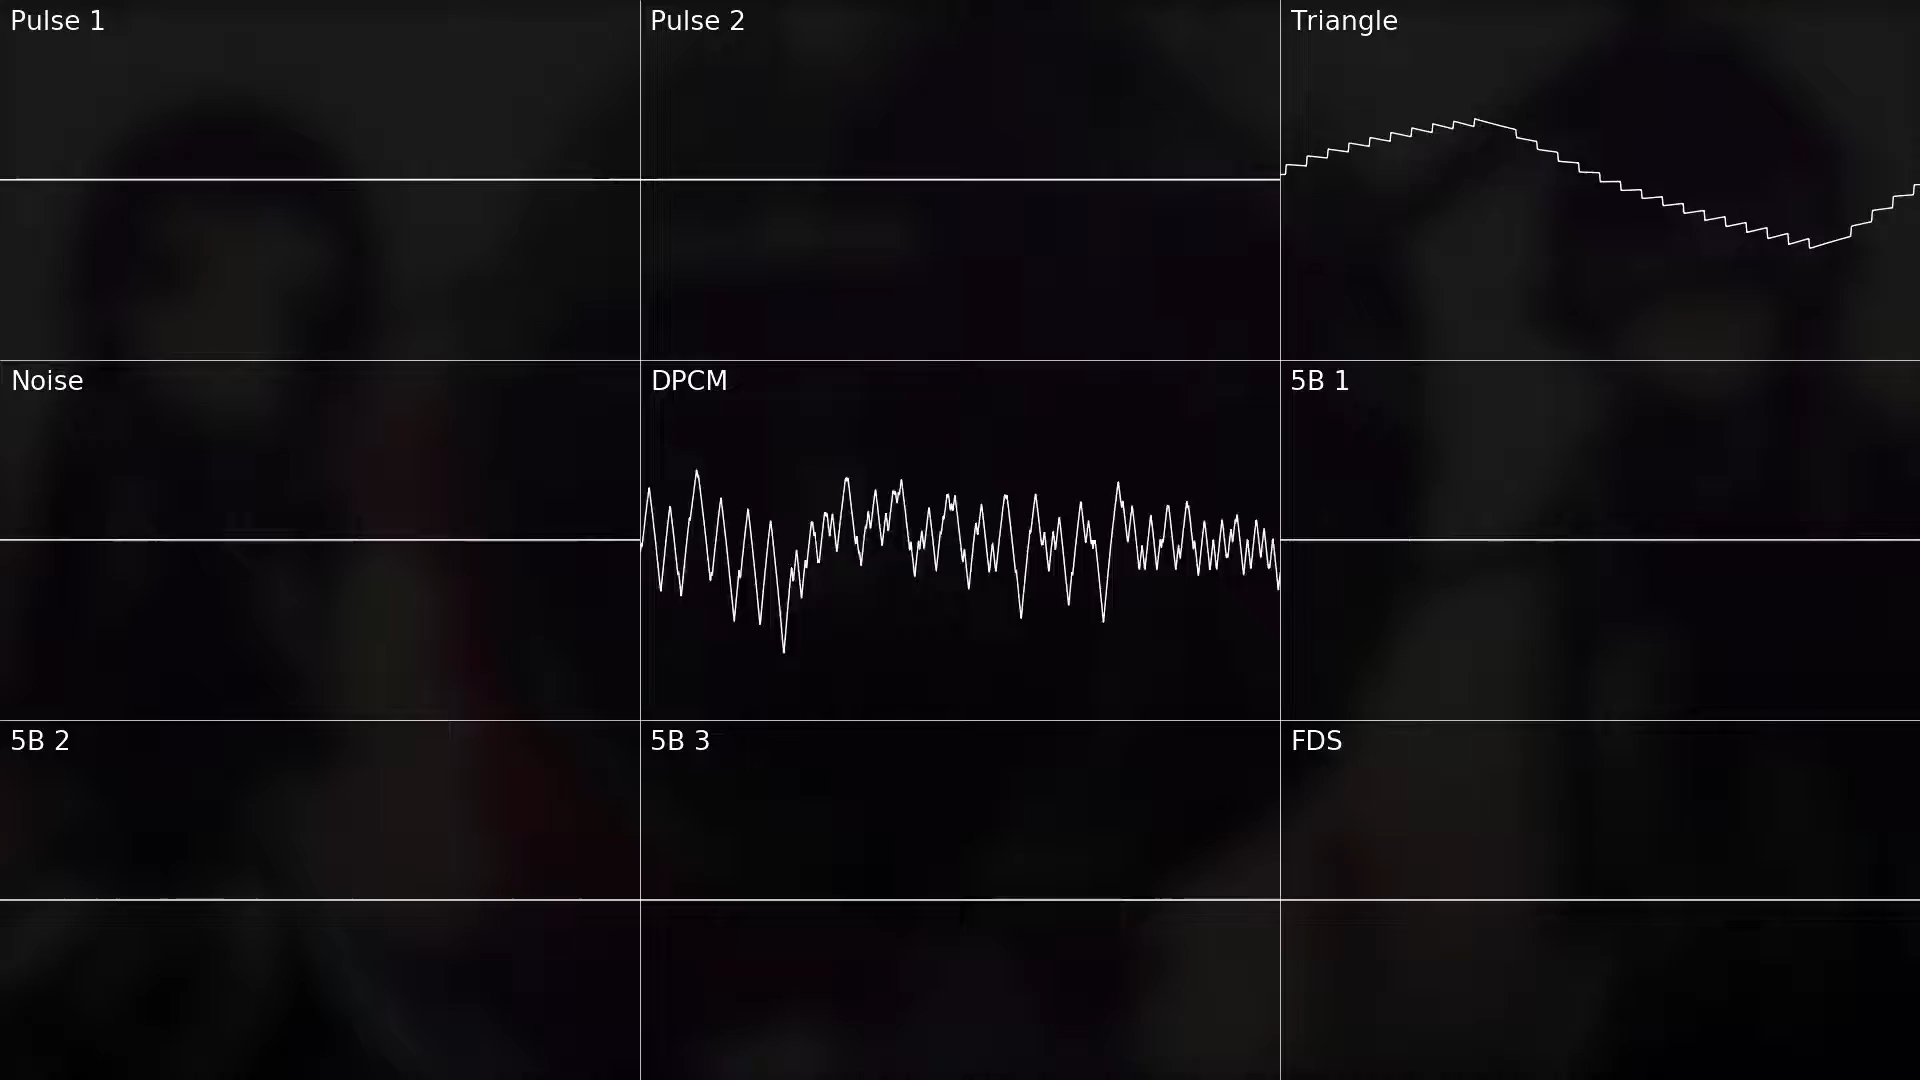 Pulse 1
Pulse 2
Triangle
Noise
DPCM
5B 1
5B 2
5B 3
FDS